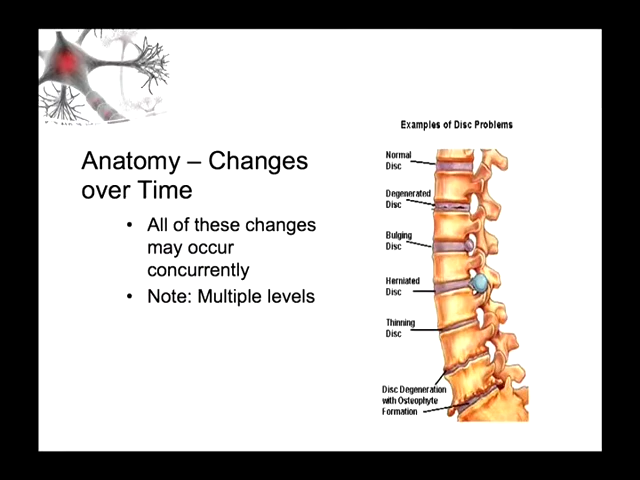 Examples of Disc Problems
Anatomy – Changes
over Time
• All of these changes
may occur
concurrently
• Note: Multiple levels
Normal
Disc
Degenerated
Disc
Bulging
Disc
Herniated
Disc
Thinning
Disc
Disc Degeneration
with Osteophyte
Formation